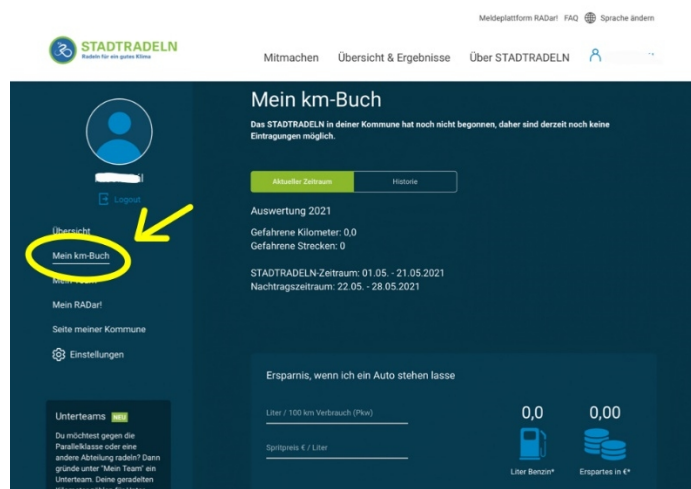 Meldeplattform RADar! FAQ Sprache ändern
STADTRADELN
Radeln für ein gutes Klima
Mitmachen Übersicht & Ergebnisse Über STADTRADELN
Mein km-Buch
Das STADTRADELN in deiner Kommune hat noch nicht begonnen, daher sind derzeit noch keine
Eintragungen möglich.
Logout
Aktueller Zeitraum Historie
Auswertung 2021
Gefahrene Kilometer: 0,0
Gefahrene Strecken: 0
STADTRADELN-Zeitraum: 01.05. - 21.05.2021
Nachtragszeitraum: 22.05. - 28.05.2021
Übersicht
Mein km-Buch
Mein Team
Mein RADar!
Seite meiner Kommune
Einstellungen
Ersparnis, wenn ich ein Auto stehen lasse
Liter / 100 km Verbrauch (Pkw)
Spritpreis € / Liter
0,0 0,00
Liter Benzin* Erspartes in €*
Unterteams NEU
Du möchtest gegen die
Parallelklasse oder eine
andere Abteilung radeln? Dann
gründe unter "Mein Team" ein
Unterteam. Deine geradelten